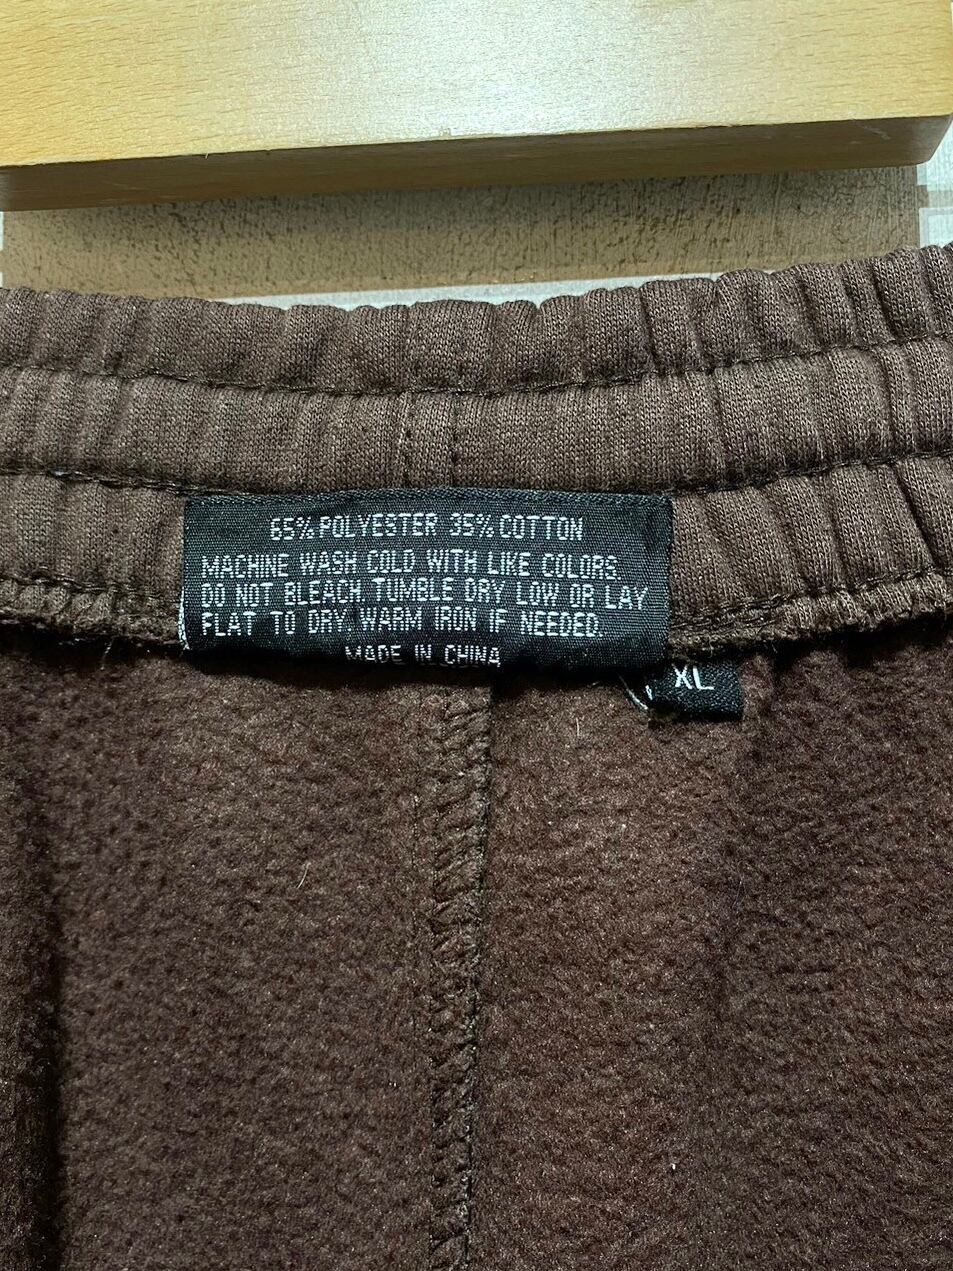 65% POLYESTER 35% COTTON
MACHINE WASH COLD WITH LIKE COLORS.
DO NOT BLEACH. TUMBLE DRY LOW OR LAY
FLAT TO DRY. WARM IRON IF NEEDED.
MADE IN CHINA
XL